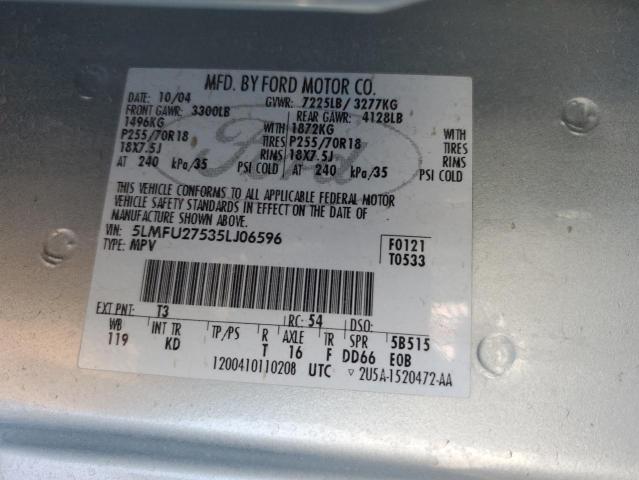 MFD. BY FORD MOTOR CO.
DATE: 10/04 GVWR: 7225LB/ 3277KG
FRONT GAWR: 3300LB REAR GAWR: 4128LB
1496KG WITH 1872KG WITH
P255/70R18 TIRES P255/70R18 TIRES
18X7.5J RIMS 18X7.5J RIMS
AT 240 kPa/35 PSI COLD AT 240 kPa/35 PSI COLD
Ford
THIS VEHICLE CONFORMS TO ALL APPLICABLE FEDERAL MOTOR
VEHICLE SAFETY STANDARDS IN EFFECT ON THE DATE OF
MANUFACTURE SHOWN ABOVE.
VIN: 5LMFU27535LJ06596 F0121
TYPE: MPV T0533
EXT PNT: T3 RC: 54 DSO:
WB INT TR TP/PS R AXLE TR SPR 5B515
119 KD T 16 F DD66 EOB
1200410110208 UTC ▽ 2U5A-1520472-AA